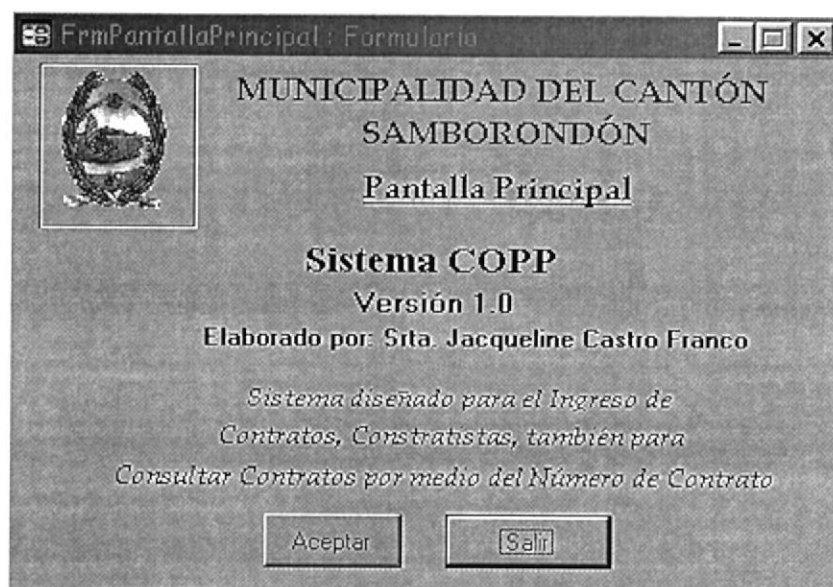 FrmPantallaPrincipal : Formulario
MUNICIPALIDAD DEL CANTÓN
SAMBORONDÓN
Pantalla Principal
Sistema COPP
Versión 1.0
Elaborado por: Srta. Jacqueline Castro Franco
Sistema diseñado para el Ingreso de
Contratos, Constratistas, también para
Consultar Contratos por medio del Número de Contrato
Aceptar Salir